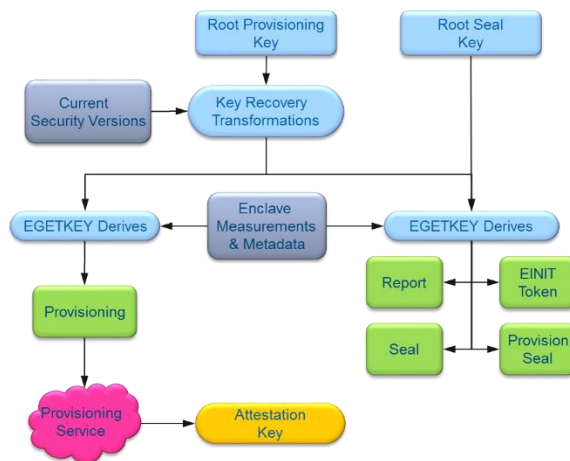 Root Provisioning
Key
Root Seal
Key
Current
Security Versions
Key Recovery
Transformations
EGETKEY Derives
Enclave
Measurements
& Metadata
EGETKEY Derives
Provisioning
Report
EINIT
Token
Seal
Provision
Seal
Provisioning
Service
Attestation
Key